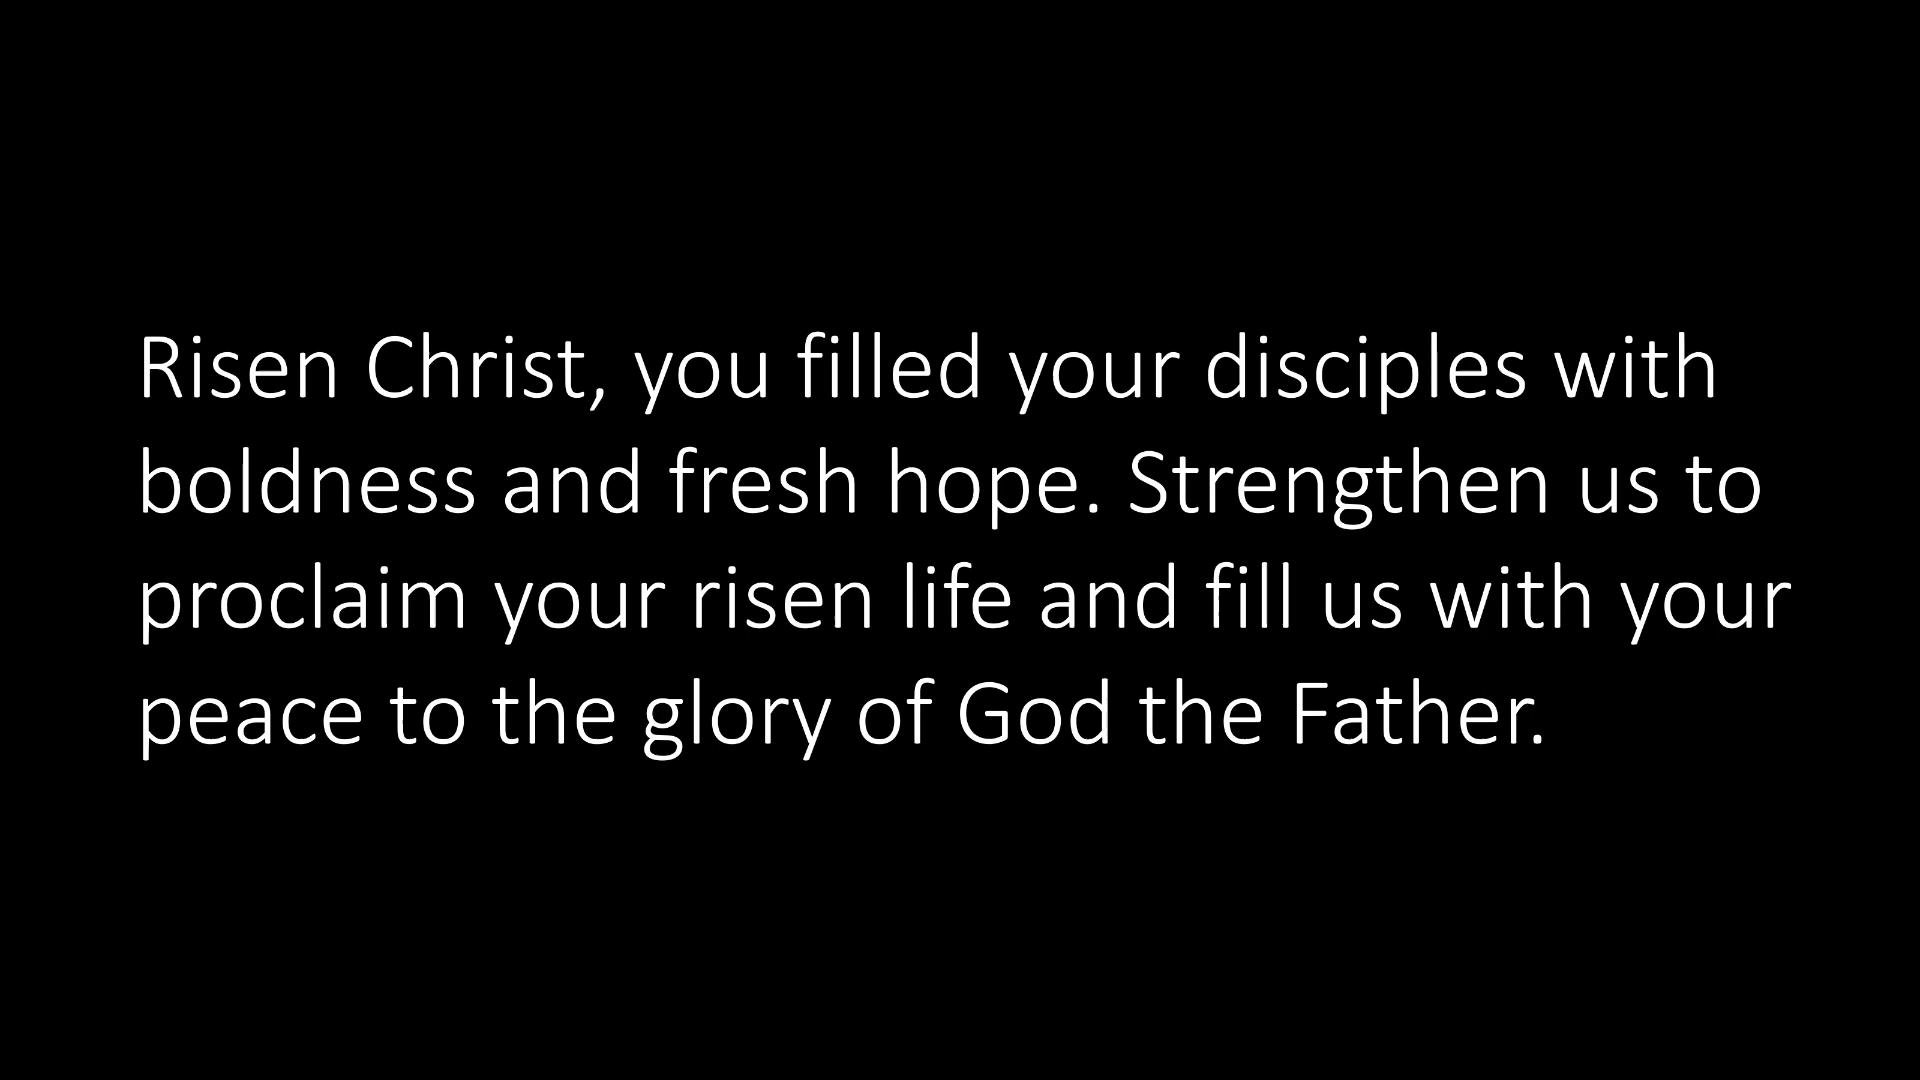 Risen Christ, you filled your disciples with
boldness and fresh hope. Strengthen us to
proclaim your risen life and fill us with your
peace to the glory of God the Father.